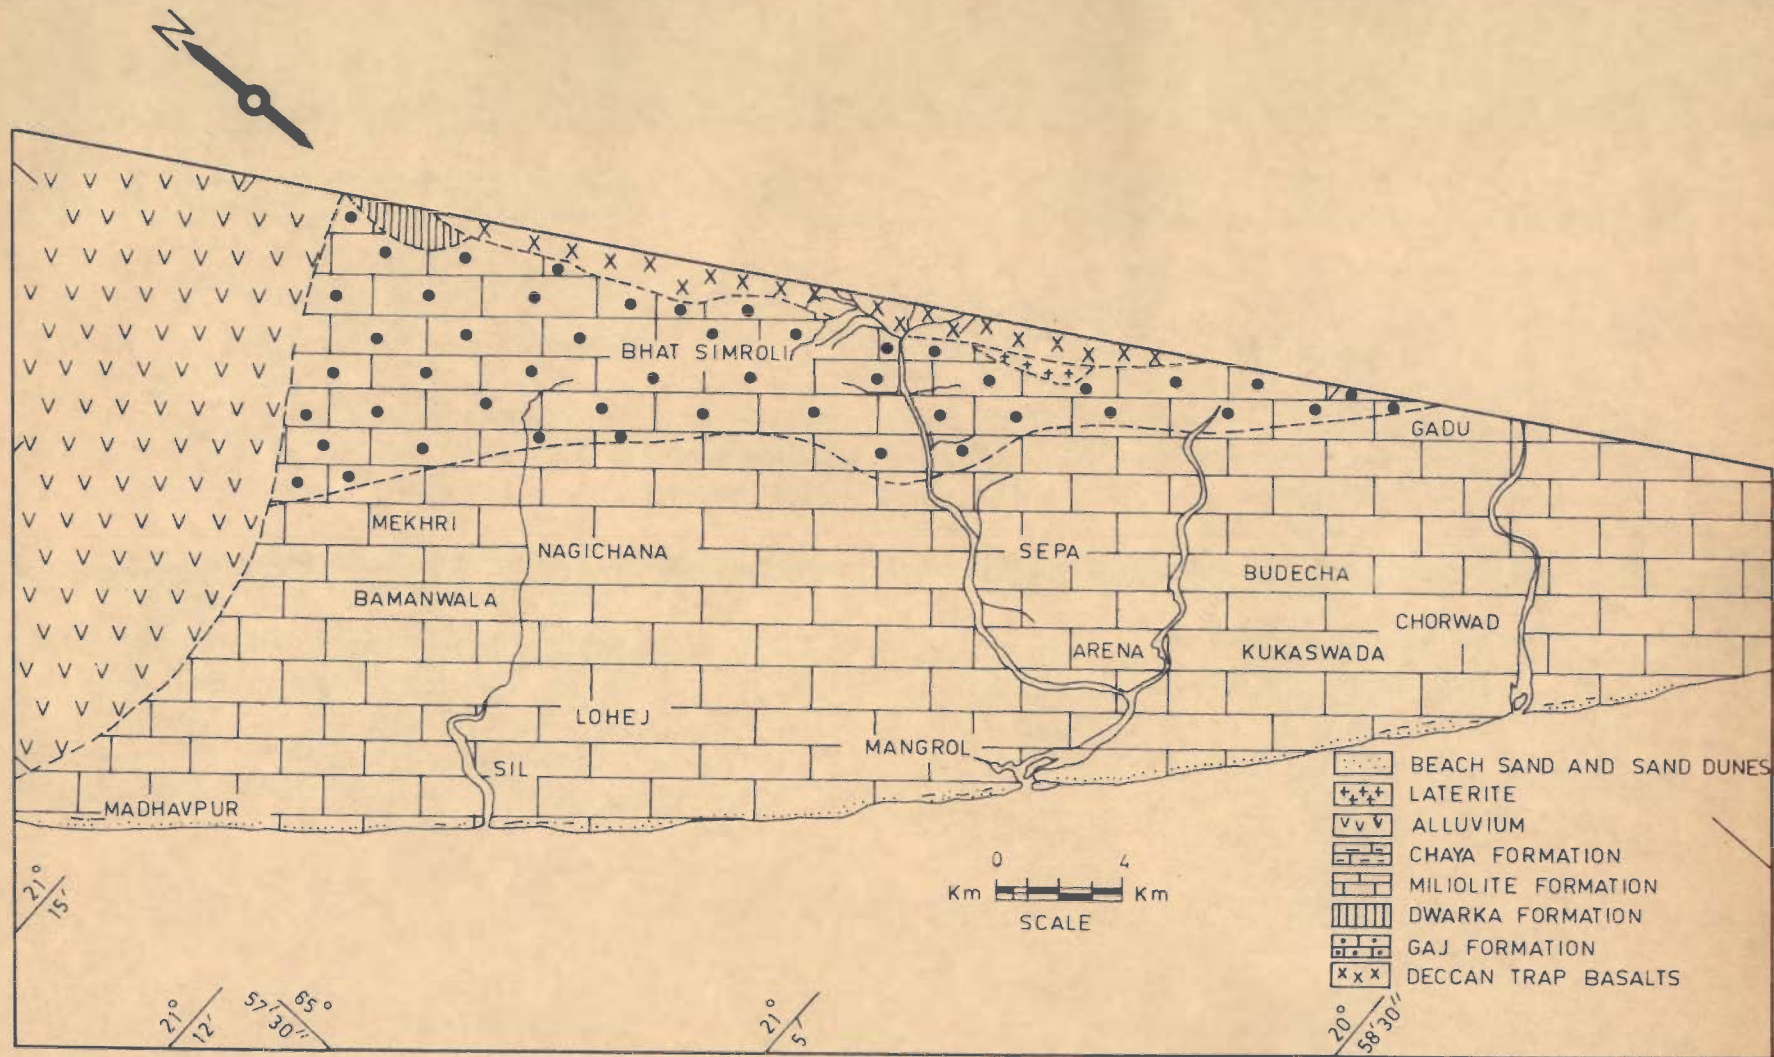 N
BHAT SIMROLI
GADU
MEKHRI
NAGICHANA
SEPA
BUDECHA
BAMANWALA
CHORWAD
ARENA
KUKASWADA
LOHEJ
MANGROL
SIL
MADHAVPUR
BEACH SAND AND SAND DUNES
LATERITE
ALLUVIUM
CHAYA FORMATION
MILIOLITE FORMATION
DWARKA FORMATION
GAJ FORMATION
DECCAN TRAP BASALTS
0 4
Km Km
SCALE
21°
15'
21°
12'
65°
57'30"
21°
5'
20°
58'30"